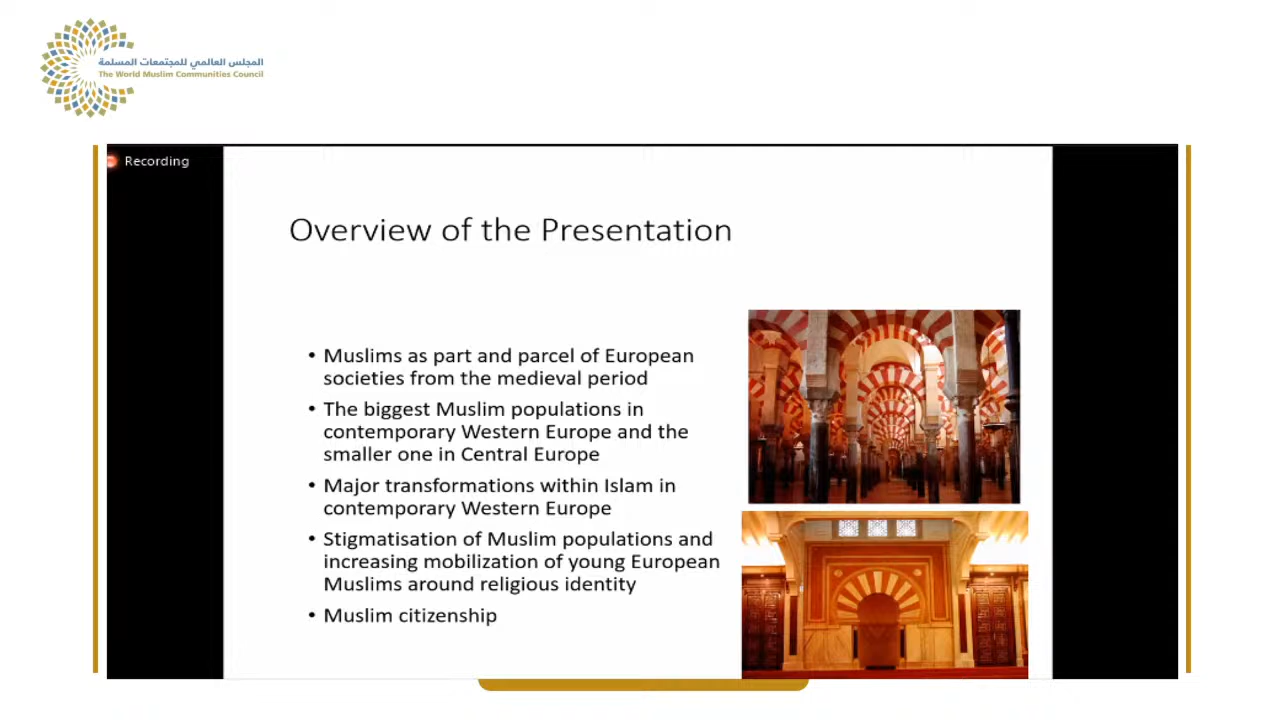 المجلس العالمي للمجتمعات المسلمة
The World Muslim Communities Council
Recording
Overview of the Presentation
• Muslims as part and parcel of European
societies from the medieval period
• The biggest Muslim populations in
contemporary Western Europe and the
smaller one in Central Europe
• Major transformations within Islam in
contemporary Western Europe
• Stigmatisation of Muslim populations and
increasing mobilization of young European
Muslims around religious identity
• Muslim citizenship